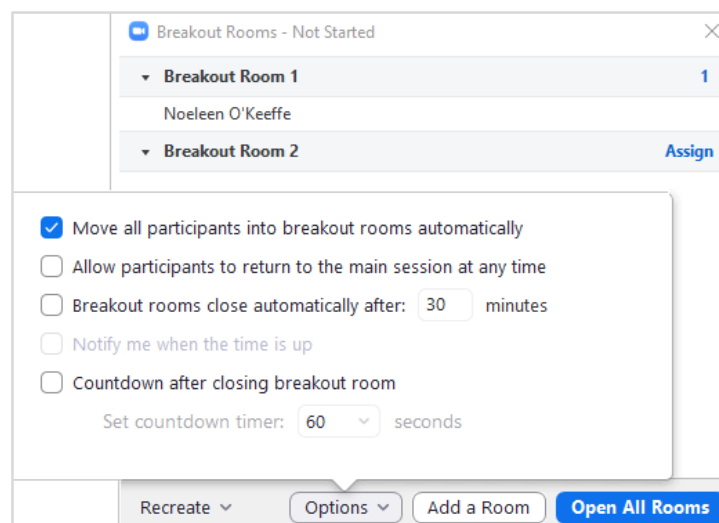 Breakout Rooms - Not Started
Breakout Room 1 1
Noeleen O'Keeffe
Breakout Room 2 Assign
Move all participants into breakout rooms automatically
Allow participants to return to the main session at any time
Breakout rooms close automatically after: 30 minutes
Notify me when the time is up
Countdown after closing breakout room
Set countdown timer: 60 seconds
Recreate Options Add a Room Open All Rooms